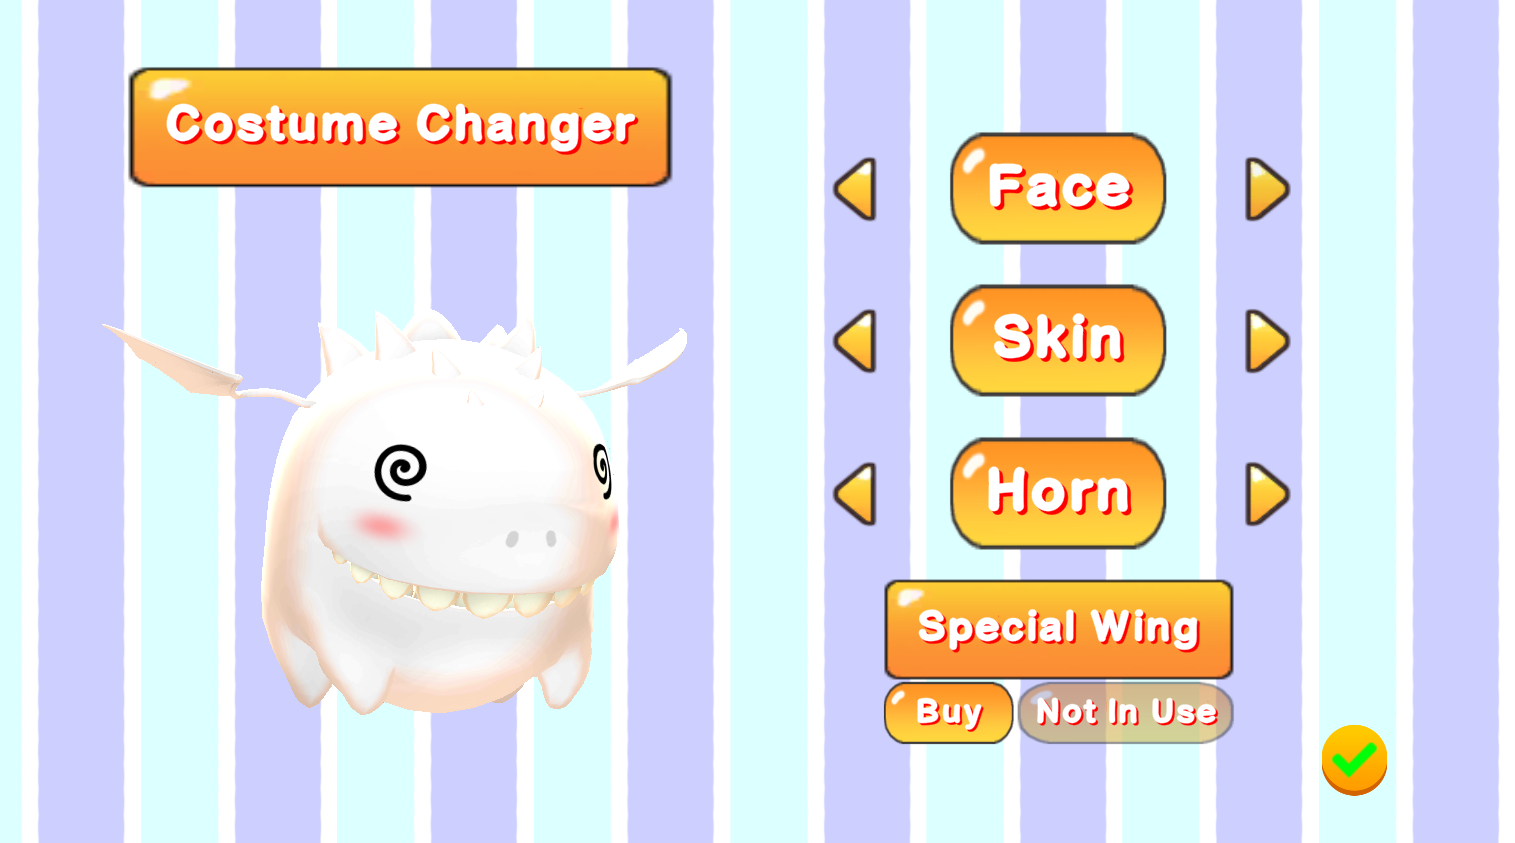 Costume Changer
Face
Skin
Horn
Special Wing
Buy
Not In Use